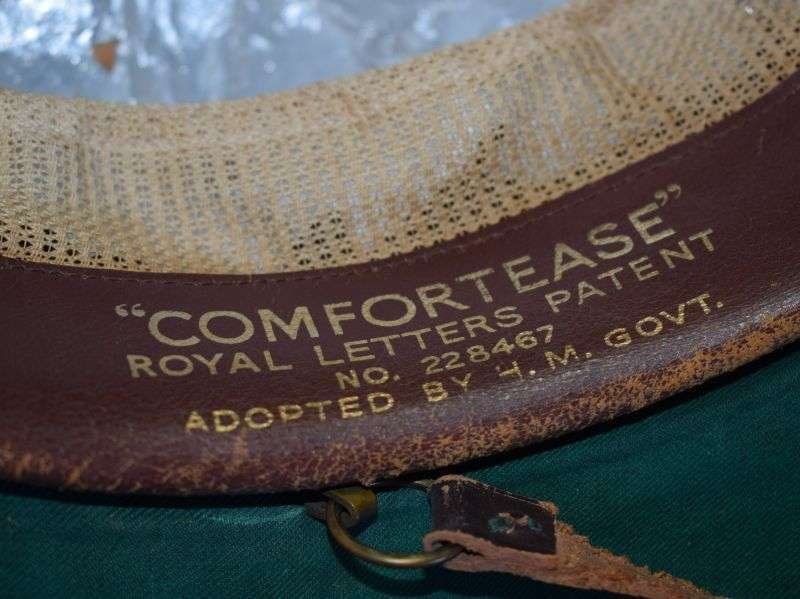 “COMFORTEASE”
ROYAL LETTERS PATENT
NO. 228467
ADOPTED BY H.M. GOVT.